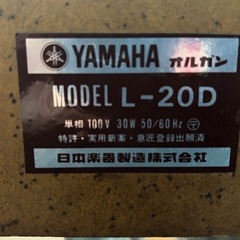 YAMAHA オルガン
MODEL L-20D
単相 100V 30W 50/60Hz 〒
特許・実用新案・意匠登録出願済
日本楽器製造株式会社